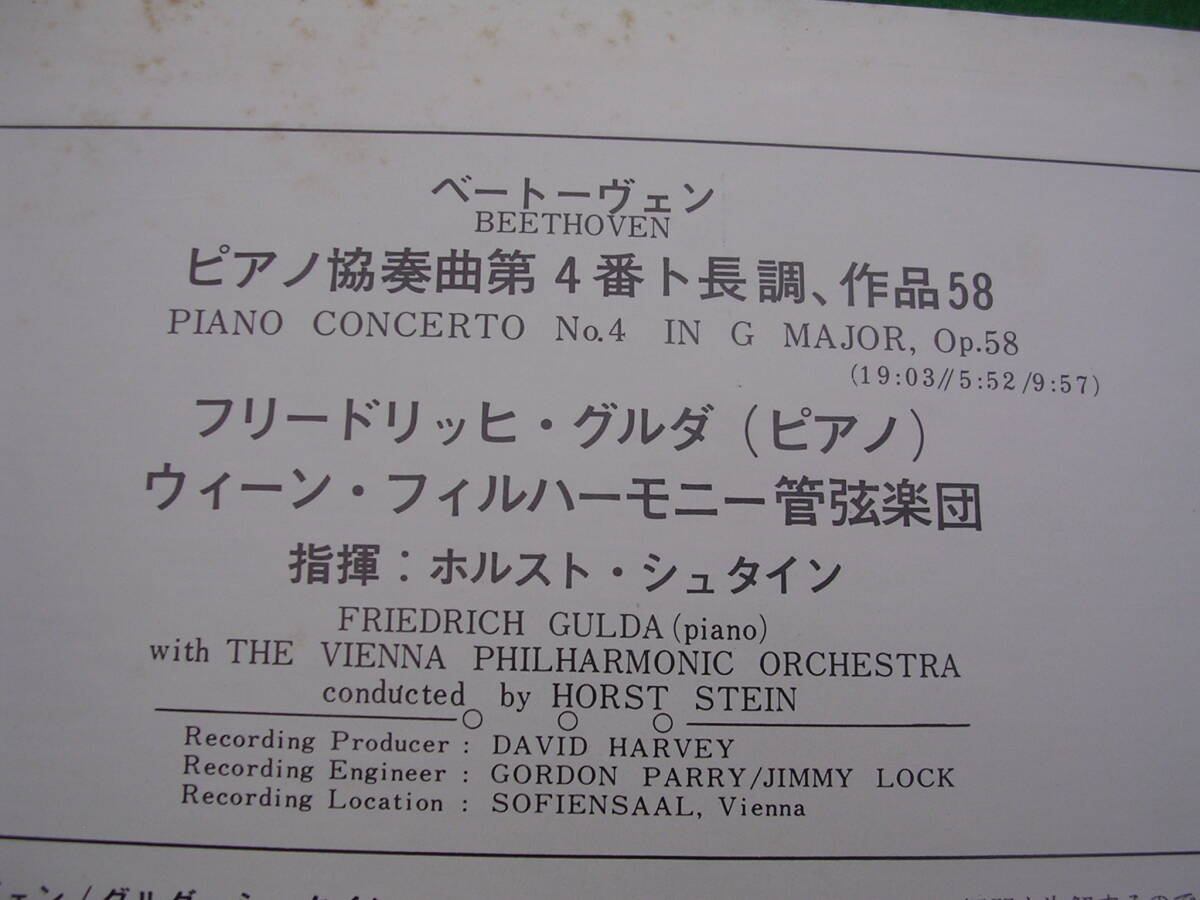 ベートーヴェン
BEETHOVEN
ピアノ協奏曲第4番ト長調、作品58
PIANO CONCERTO No.4 IN G MAJOR, Op.58
(19:03//5:52/9:57)
フリードリッヒ・グルダ(ピアノ)
ウィーン・フィルハーモニー管弦楽団
指揮:ホルスト・シュタイン
FRIEDRICH GULDA (piano)
with THE VIENNA PHILHARMONIC ORCHESTRA
conducted by HORST STEIN
Recording Producer : DAVID HARVEY
Recording Engineer : GORDON PARRY/JIMMY LOCK
Recording Location : SOFIENSAAL, Vienna